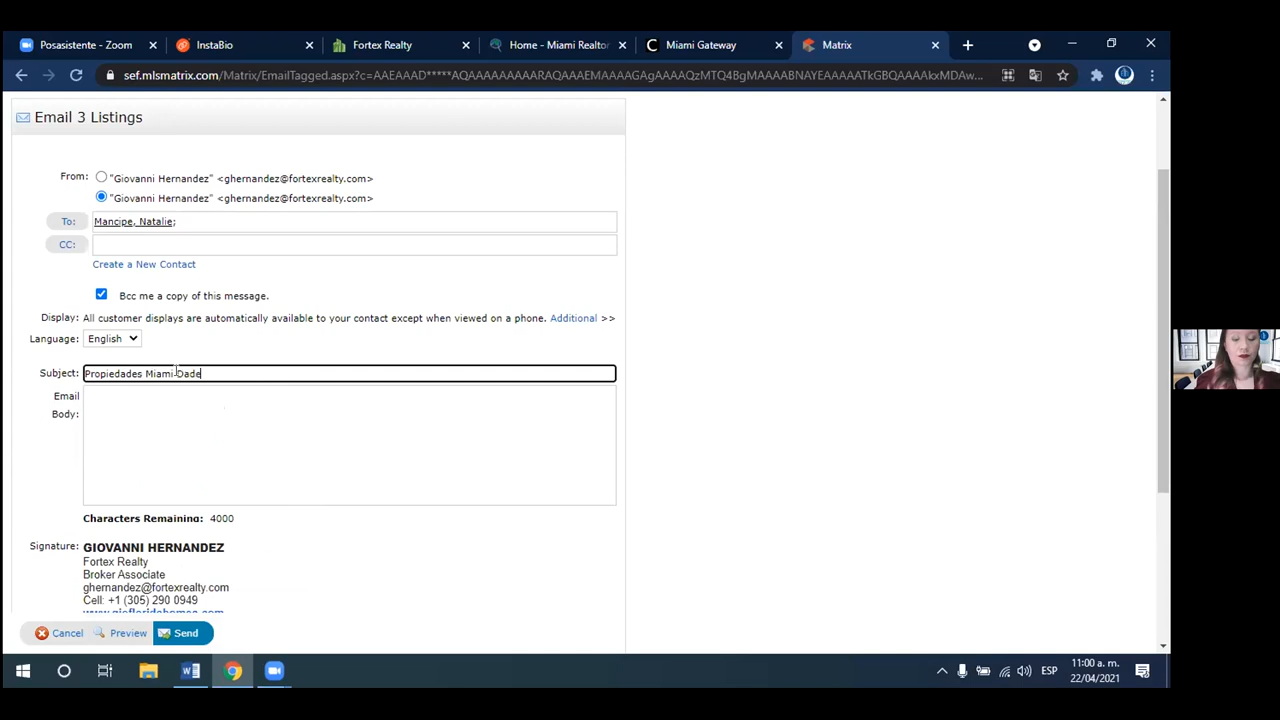 Posasistente - Zoom
InstaBio
Fortex Realty
Home - Miami Realtor
Miami Gateway
Matrix
sef.mlsmatrix.com/Matrix/EmailTagged.aspx?c=
Email 3 Listings
From:
"Giovanni Hernandez" <ghernandez@fortexrealty.com>
"Giovanni Hernandez" <ghernandez@fortexrealty.com>
To:
Mancipe, Natalie;
CC:
Create a New Contact
Bcc me a copy of this message.
Display: All customer displays are automatically available to your contact except when viewed on a phone. Additional >>
Language: English
Subject: Propiedades Miami-Dade
Email
Body:
Characters Remaining: 4000
Signature: GIOVANNI HERNANDEZ
Fortex Realty
Broker Associate
ghernandez@fortexrealty.com
Cell: +1 (305) 290 0949
www.giofloridahomes.com
Cancel Preview Send
ESP
11:00 a. m.
22/04/2021